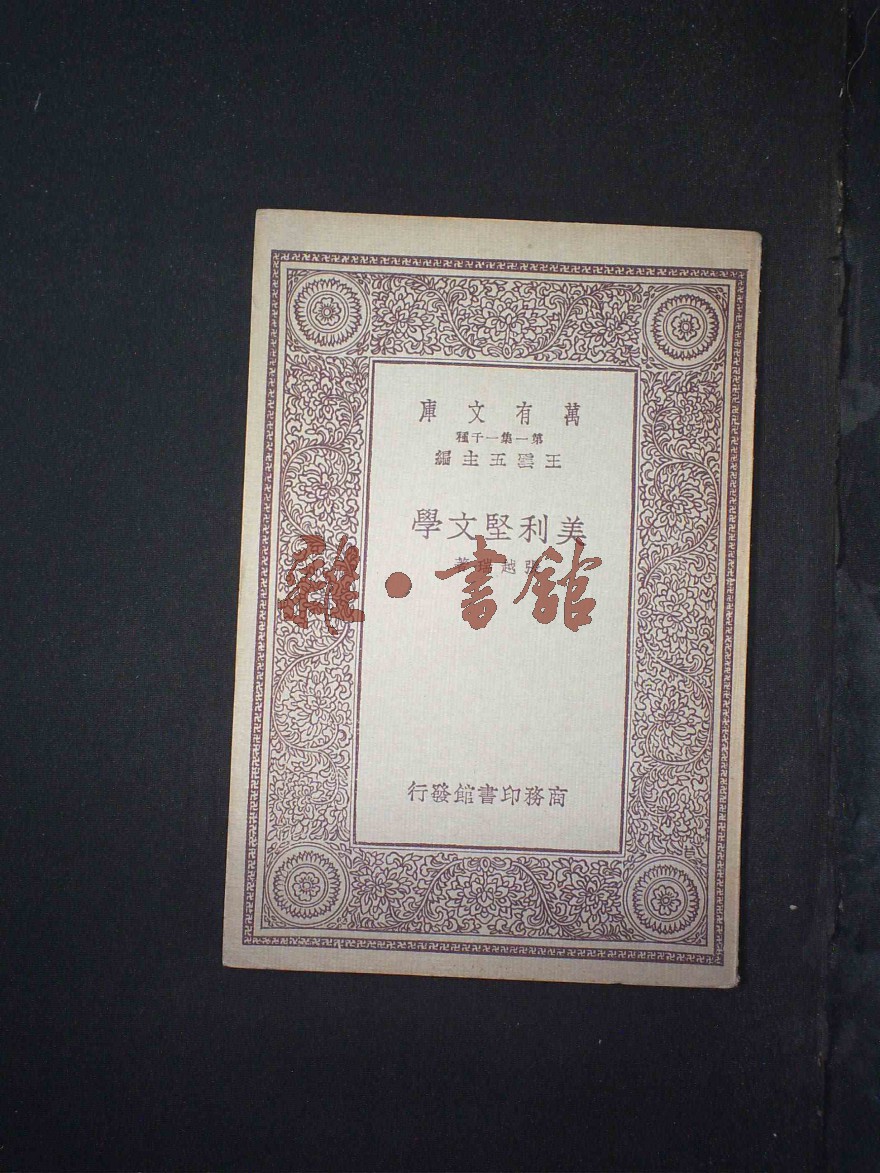 萬有文庫
第一集一千種
王雲五主編
美利堅文學
張越瑞著
雜·書館
商務印書館發行